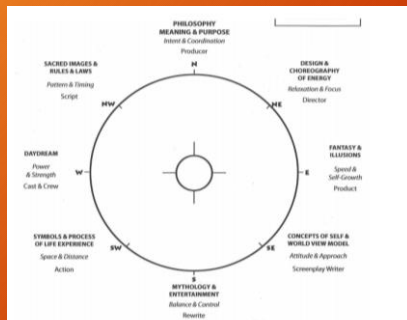 PHILOSOPHY
MEANING & PURPOSE
Intent & Coordination
Producer
N
SACRED IMAGES &
RULES & LAWS
Pattern & Timing
Script
NW
DESIGN &
CHOREOGRAPHY
OF ENERGY
Relaxation & Focus
Director
NE
DAYDREAM
Power
& Strength
Cast & Crew
W
FANTASY &
ILLUSIONS
Speed &
Self-Growth
Product
E
SYMBOLS & PROCESS
OF LIFE EXPERIENCE
Space & Distance
Action
SW
CONCEPTS OF SELF &
WORLD VIEW MODEL
Attitude & Approach
Screenplay Writer
SE
S
MYTHOLOGY &
ENTERTAINMENT
Balance & Control
Rewrite